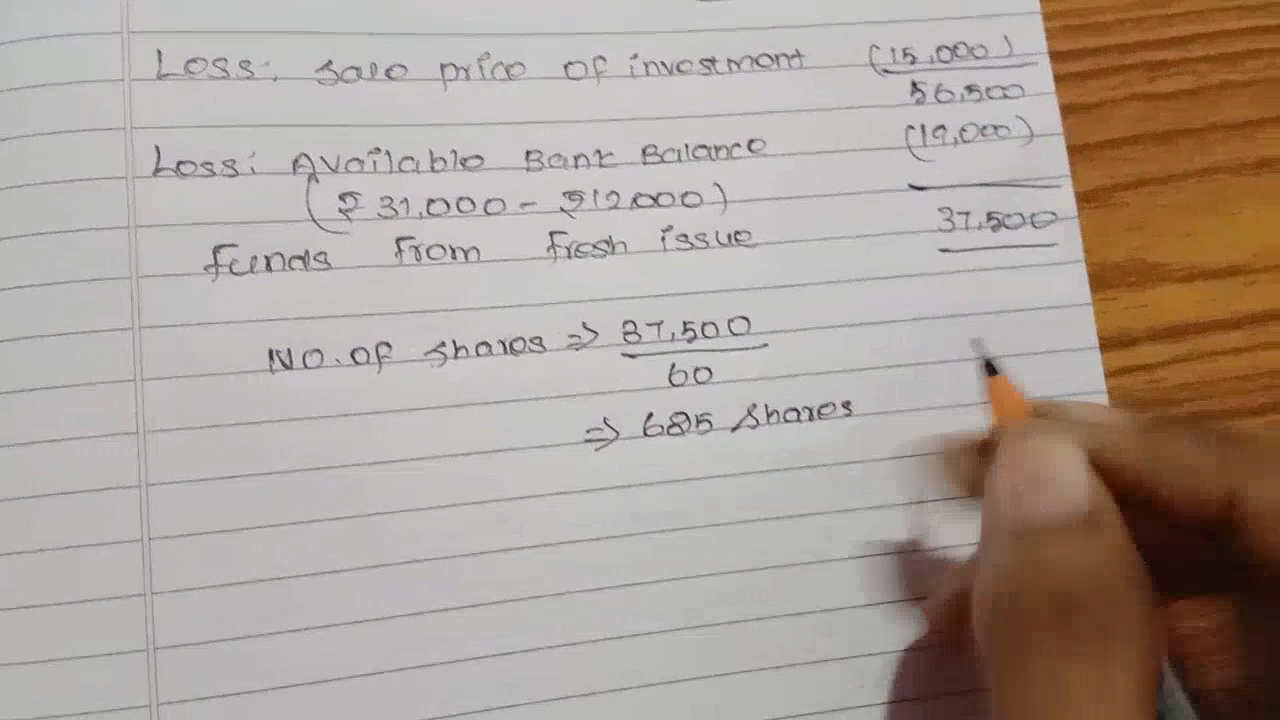 Less: Sale price of investment (15,000)
56,500
Less: Available Bank Balance (19,000)
(₹ 31,000 - ₹12,000)
Funds from fresh issue 37,500
No. of shares ⇒ 37,500
60
⇒ 625 shares